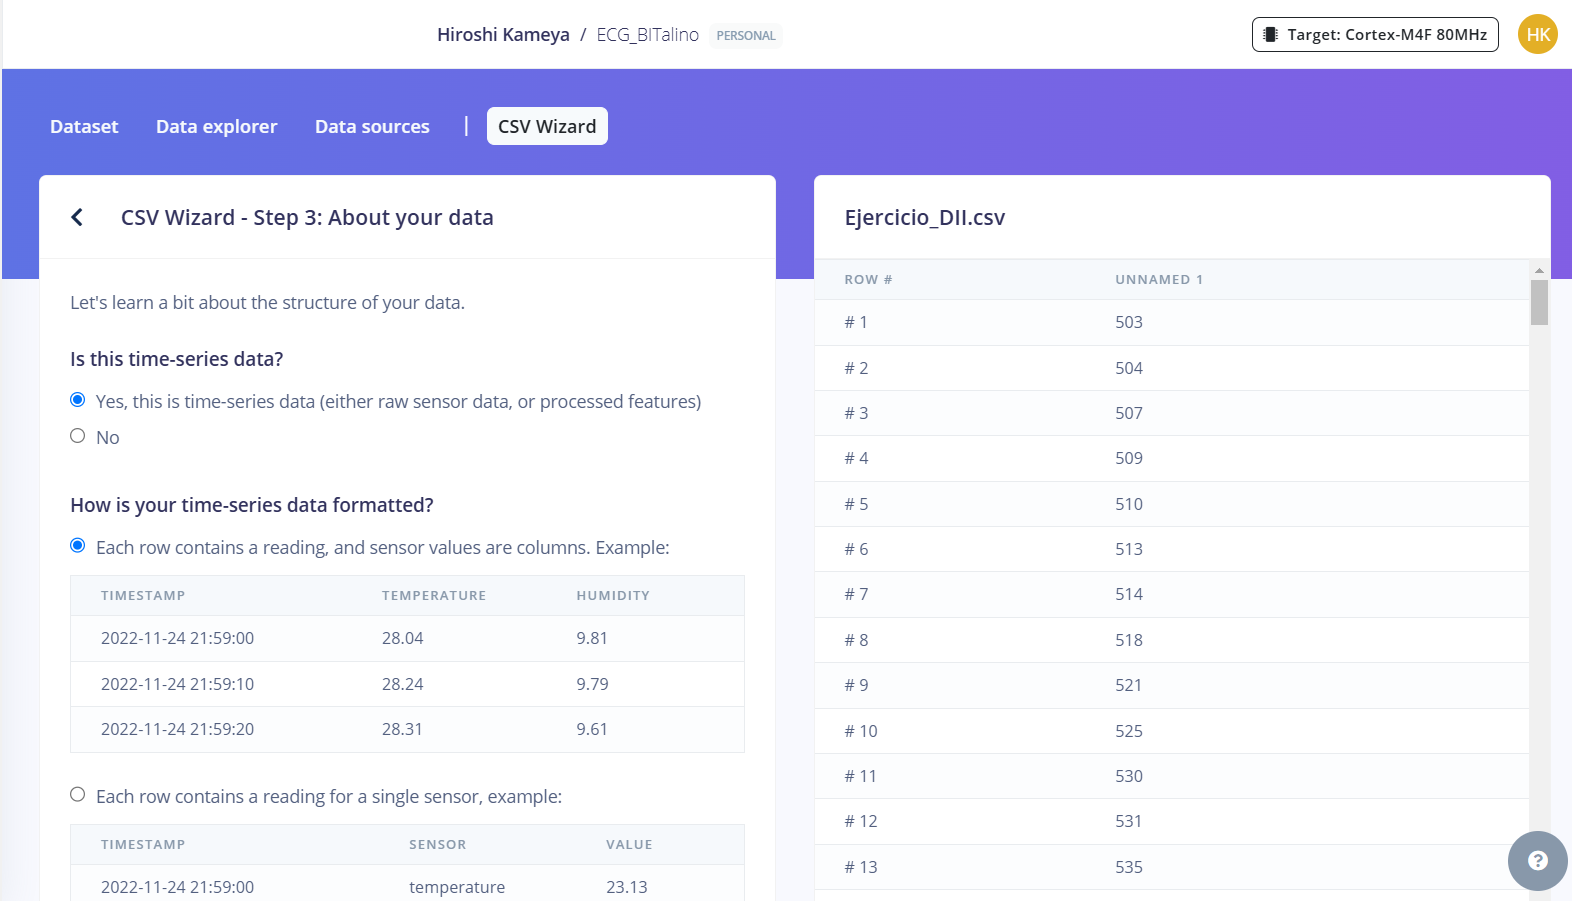 Hiroshi Kameya / ECG_BITalino PERSONAL
Target: Cortex-M4F 80MHz
HK
Dataset Data explorer Data sources | CSV Wizard
CSV Wizard - Step 3: About your data
Let's learn a bit about the structure of your data.
Is this time-series data?
Yes, this is time-series data (either raw sensor data, or processed features)
No
How is your time-series data formatted?
Each row contains a reading, and sensor values are columns. Example:
TIMESTAMP TEMPERATURE HUMIDITY
2022-11-24 21:59:00 28.04 9.81
2022-11-24 21:59:10 28.24 9.79
2022-11-24 21:59:20 28.31 9.61
Each row contains a reading for a single sensor, example:
TIMESTAMP SENSOR VALUE
2022-11-24 21:59:00 temperature 23.13
Ejercicio_DII.csv
ROW # UNNAMED 1
# 1 503
# 2 504
# 3 507
# 4 509
# 5 510
# 6 513
# 7 514
# 8 518
# 9 521
# 10 525
# 11 530
# 12 531
# 13 535
?